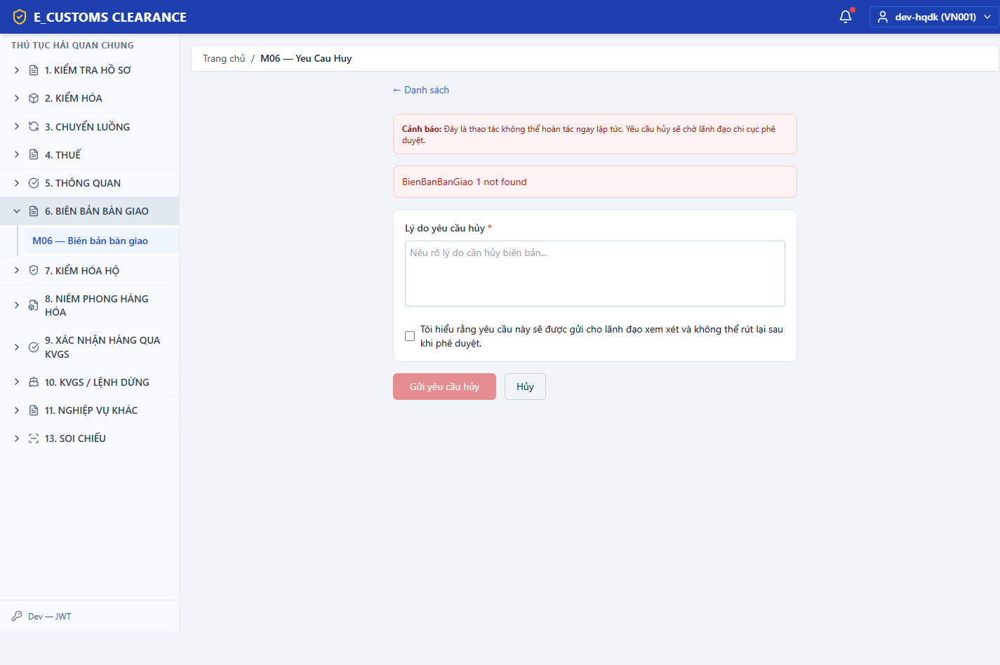 E_CUSTOMS CLEARANCE
dev-hqdk (VN001)
THỦ TỤC HẢI QUAN CHUNG
1. KIỂM TRA HỒ SƠ
2. KIỂM HÓA
3. CHUYỂN LUỒNG
4. THUẾ
5. THÔNG QUAN
6. BIÊN BẢN BÀN GIAO
M06 — Biên bản bàn giao
7. KIỂM HÓA HỘ
8. NIÊM PHONG HÀNG
HÓA
9. XÁC NHẬN HÀNG QUA
KVGS
10. KVGS / LỆNH DỪNG
11. NGHIỆP VỤ KHÁC
13. SOI CHIẾU
Dev — JWT
Trang chủ / M06 — Yeu Cau Huy
← Danh sách
Cảnh báo: Đây là thao tác không thể hoàn tác ngay lập tức. Yêu cầu hủy sẽ chờ lãnh đạo chi cục phê
duyệt.
BienBanBanGiao 1 not found
Lý do yêu cầu hủy *
Nêu rõ lý do cần hủy biên bản...
Tôi hiểu rằng yêu cầu này sẽ được gửi cho lãnh đạo xem xét và không thể rút lại sau
khi phê duyệt.
Gửi yêu cầu hủy
Hủy